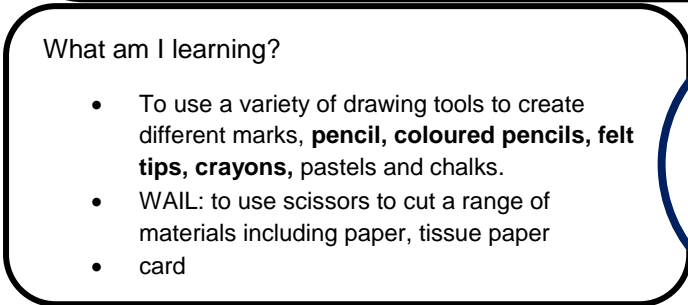 What am I learning?
• To use a variety of drawing tools to create
different marks, pencil, coloured pencils, felt
tips, crayons, pastels and chalks.
• WAIL: to use scissors to cut a range of
materials including paper, tissue paper
• card